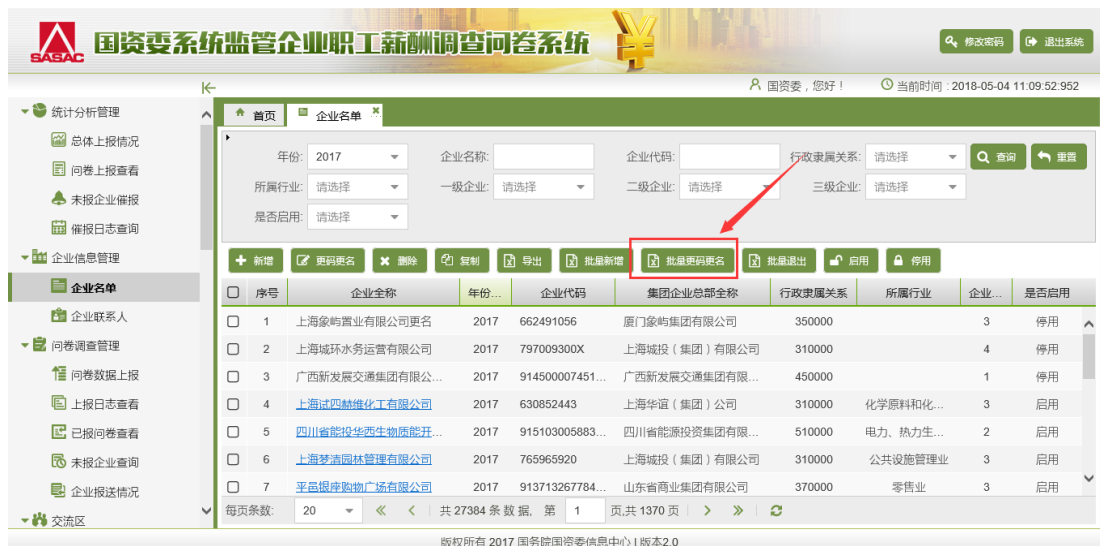 SASAC 国资委系统监管企业职工薪酬调查问卷系统 修改密码 退出系统
国资委，您好！ 当前时间：2018-05-04 11:09:52:952
统计分析管理
总体上报情况
问卷上报查看
未报企业催报
催报日志查询
企业信息管理
企业名单
企业联系人
问卷调查管理
问卷数据上报
上报日志查看
已报问卷查看
未报企业查询
企业报送情况
交流区
首页 企业名单
年份: 2017 企业名称: 企业代码: 行政隶属关系: 请选择 查询 重置
所属行业: 请选择 一级企业: 请选择 二级企业: 请选择 三级企业: 请选择
是否启用: 请选择
新增 更码更名 删除 复制 导出 批量新增 批量更码更名 批量退出 启用 停用
序号 企业全称 年份... 企业代码 集团企业总部全称 行政隶属关系 所属行业 企业... 是否启用
1 上海象屿置业有限公司更名 2017 662491056 厦门象屿集团有限公司 350000 3 停用
2 上海城环水务运营有限公司 2017 797009300X 上海城投（集团）有限公司 310000 4 停用
3 广西新发展交通集团有限公... 2017 914500007451... 广西新发展交通集团有限... 450000 1 停用
4 上海试四赫维化工有限公司 2017 630852443 上海华谊（集团）公司 310000 化学原料和化... 3 启用
5 四川省能投华西生物质能开... 2017 915103005883... 四川省能源投资集团有限... 510000 电力、热力生... 2 启用
6 上海梦清园林管理有限公司 2017 765965920 上海城投（集团）有限公司 310000 公共设施管理业 3 启用
7 平邑银座购物广场有限公司 2017 913713267784... 山东省商业集团有限公司 370000 零售业 3 启用
每页条数: 20 共 27384 条 数 据, 第 1 页,共 1370 页
版权所有 2017 国务院国资委信息中心 | 版本2.0